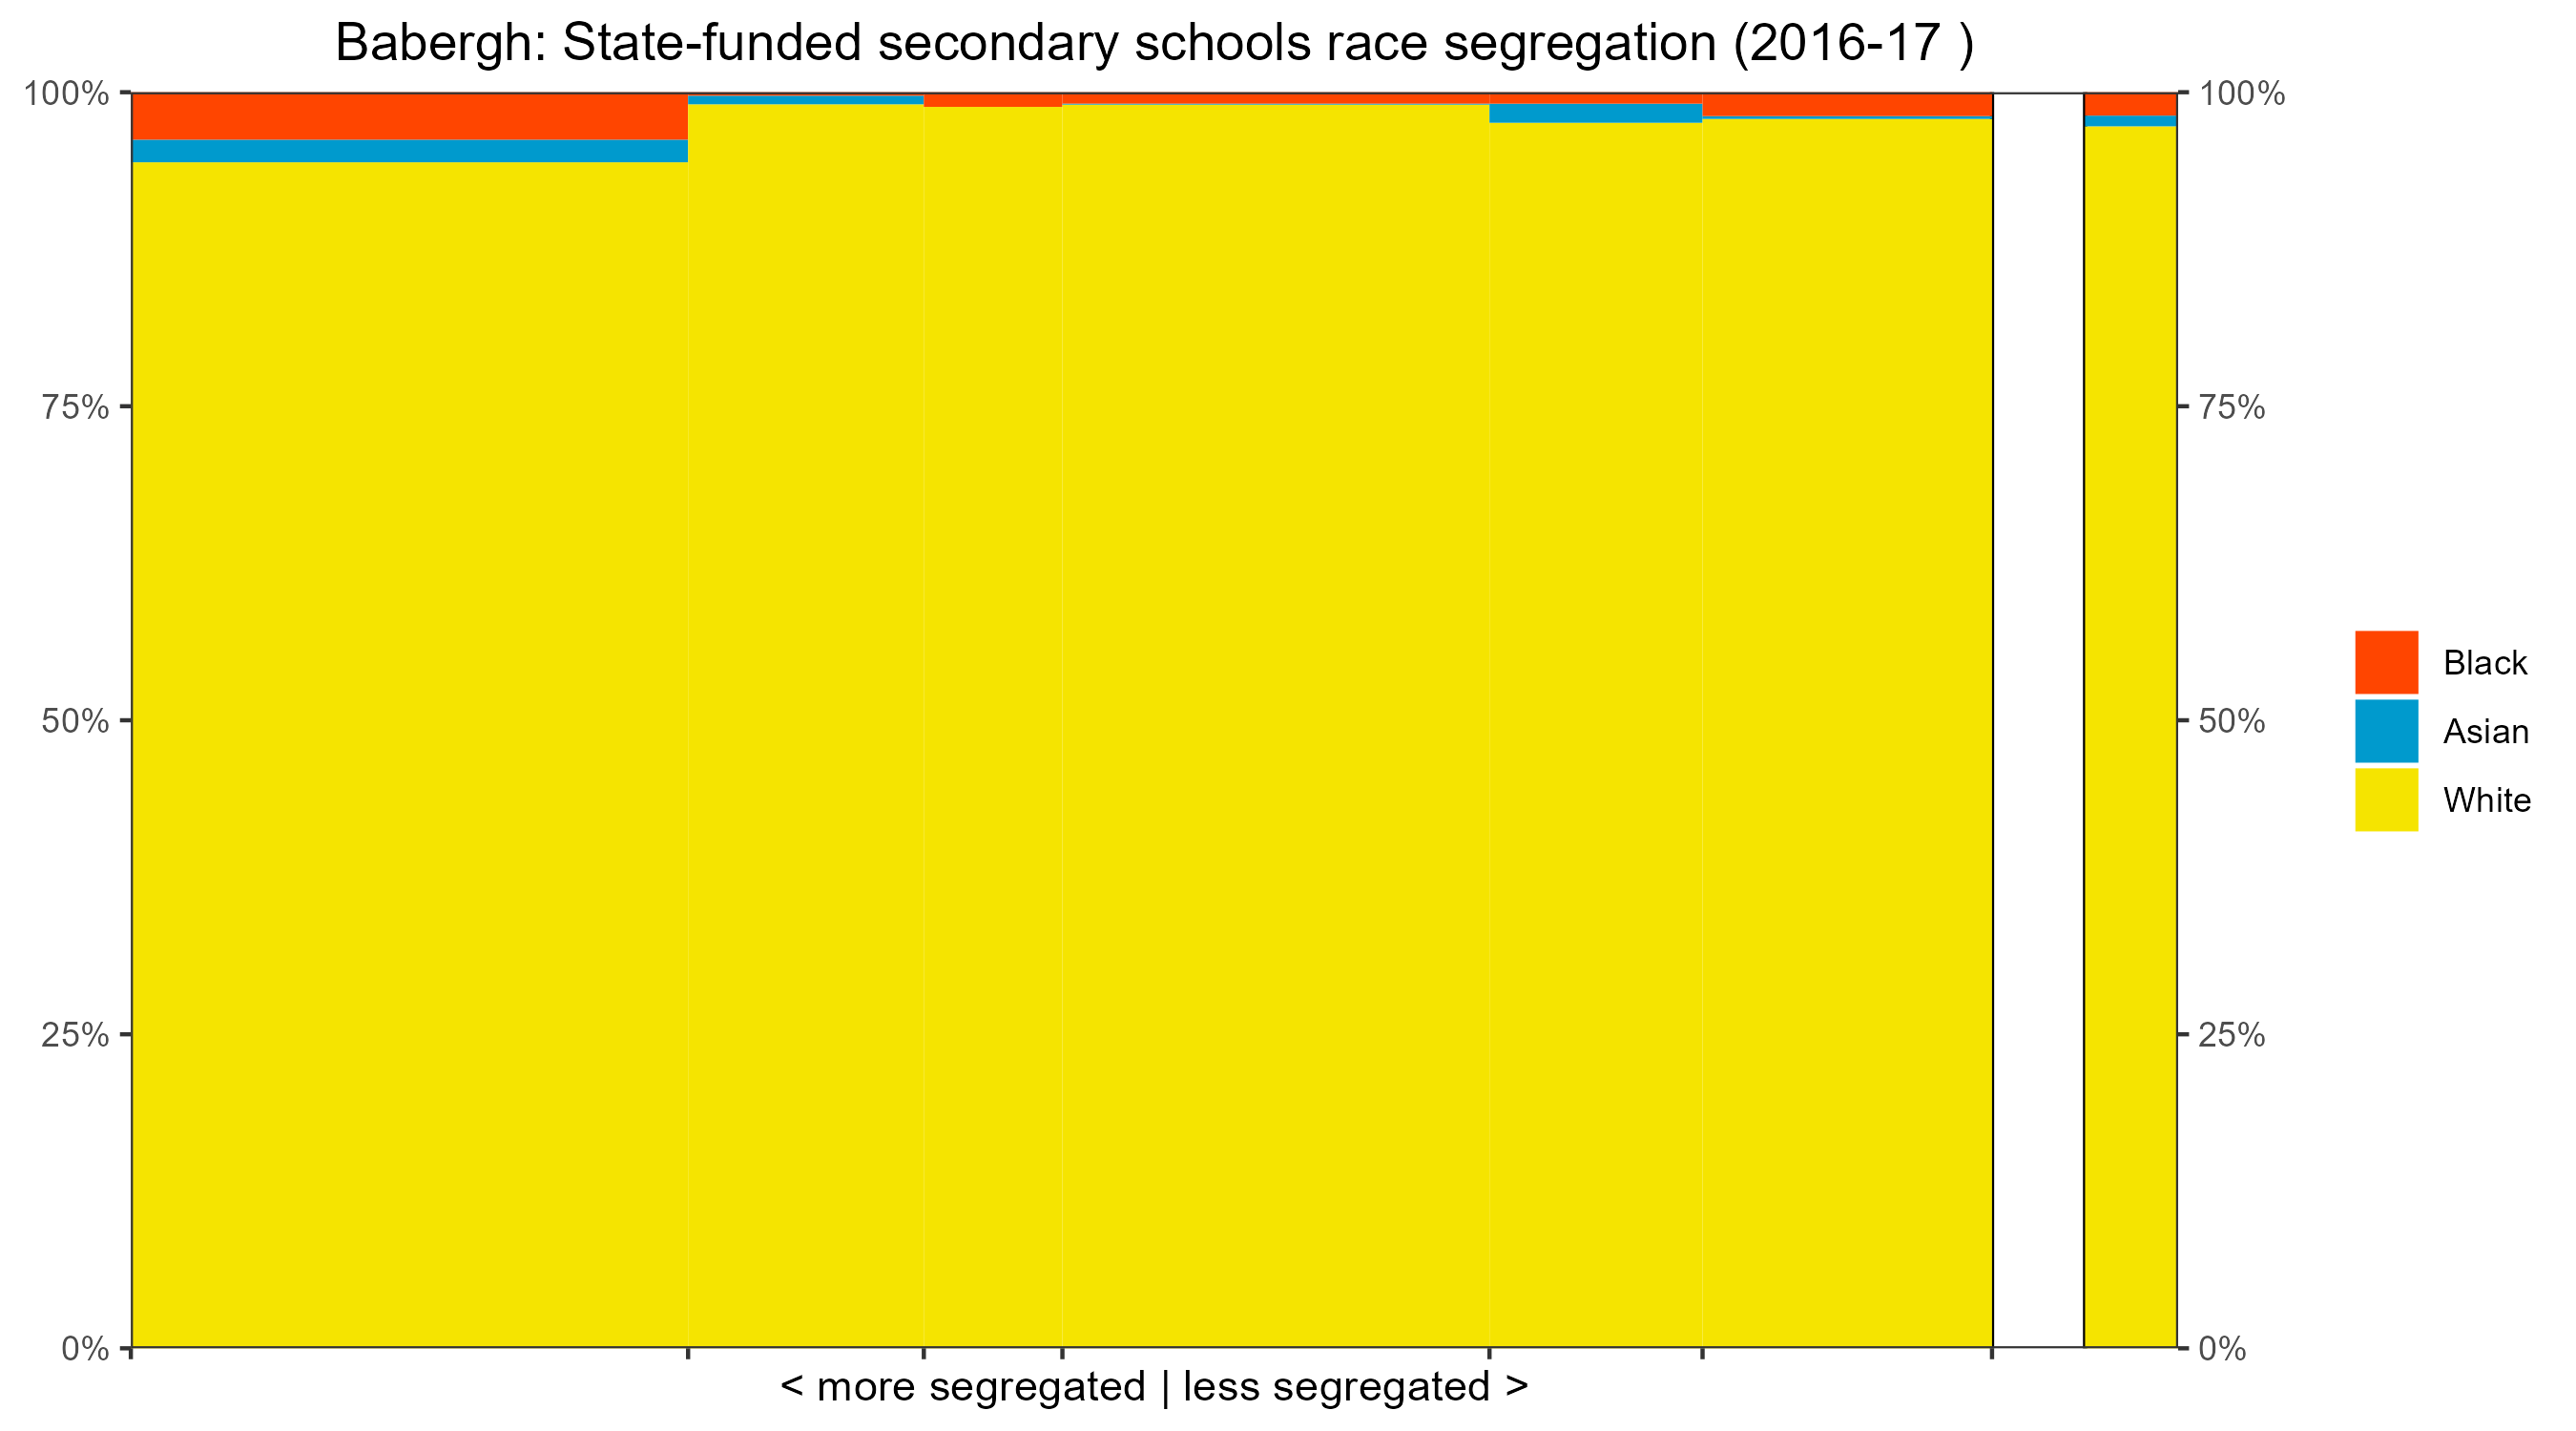 Babergh: State-funded secondary schools race segregation (2016-17 )
100%
75%
50%
25%
0%
100%
75%
50%
25%
0%
Black
Asian
White
< more segregated | less segregated >